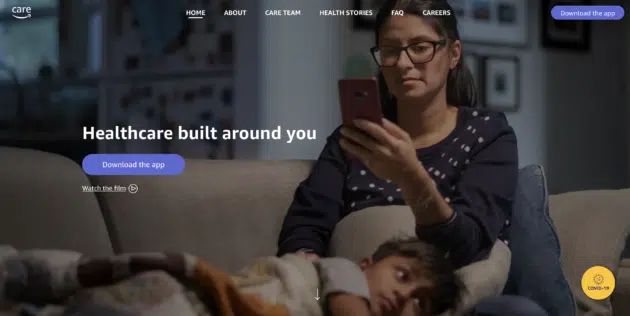 care
HOME
ABOUT
CARE TEAM
HEALTH STORIES
FAQ
CAREERS
Download the app
Healthcare built around you
Download the app
Watch the film
COVID-19